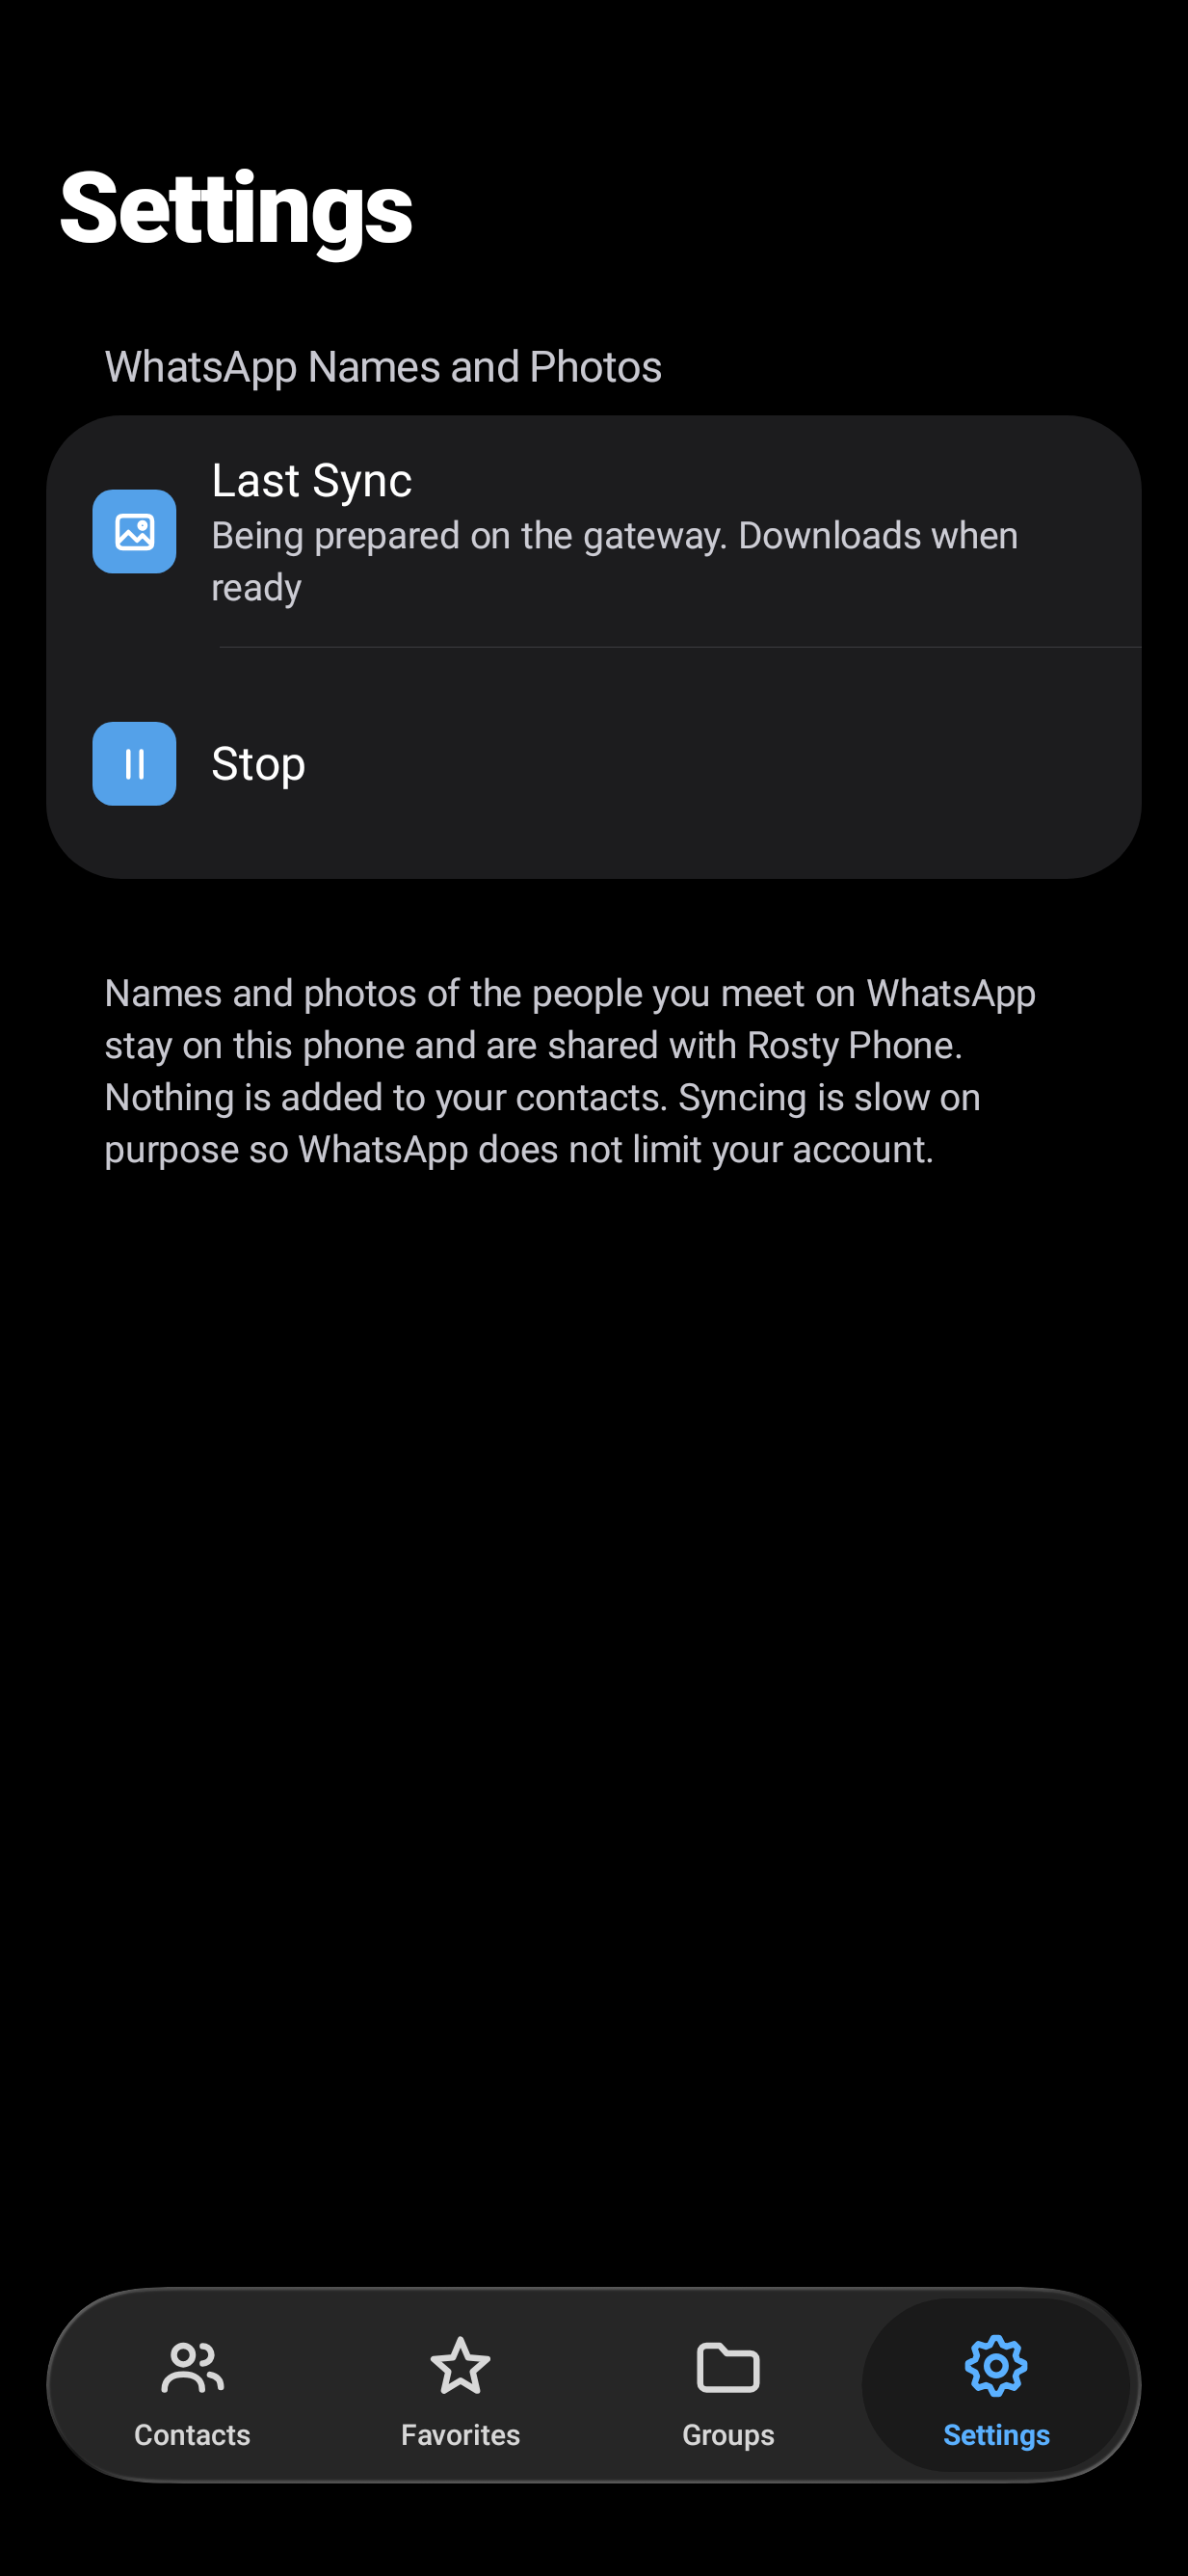 Settings
WhatsApp Names and Photos
Last Sync
Being prepared on the gateway. Downloads when
ready
Stop
Names and photos of the people you meet on WhatsApp
stay on this phone and are shared with Rosty Phone.
Nothing is added to your contacts. Syncing is slow on
purpose so WhatsApp does not limit your account.
Contacts
Favorites
Groups
Settings